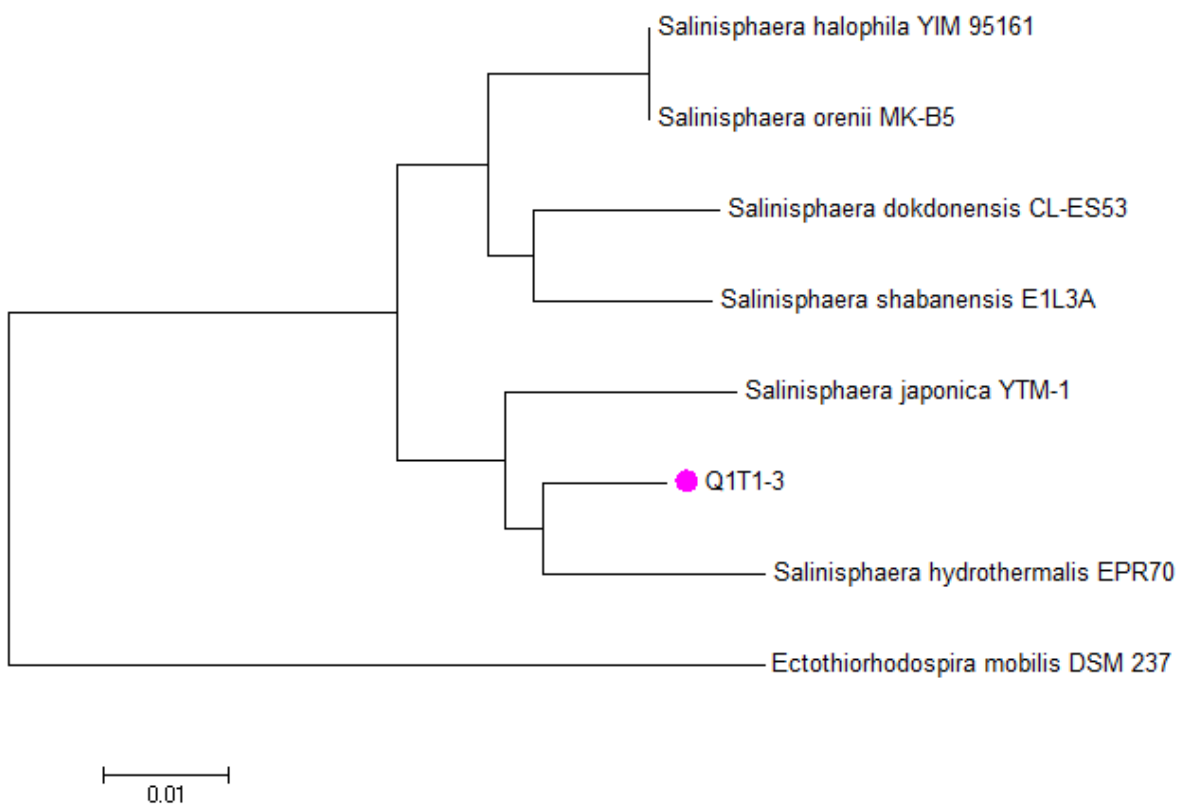 Salinisphaera halophila YIM 95161
Salinisphaera orenii MK-B5
Salinisphaera dokdonensis CL-ES53
Salinisphaera shabanensis E1L3A
Salinisphaera japonica YTM-1
Q1T1-3
Salinisphaera hydrothermalis EPR70
Ectothiorhodospira mobilis DSM 237
0.01